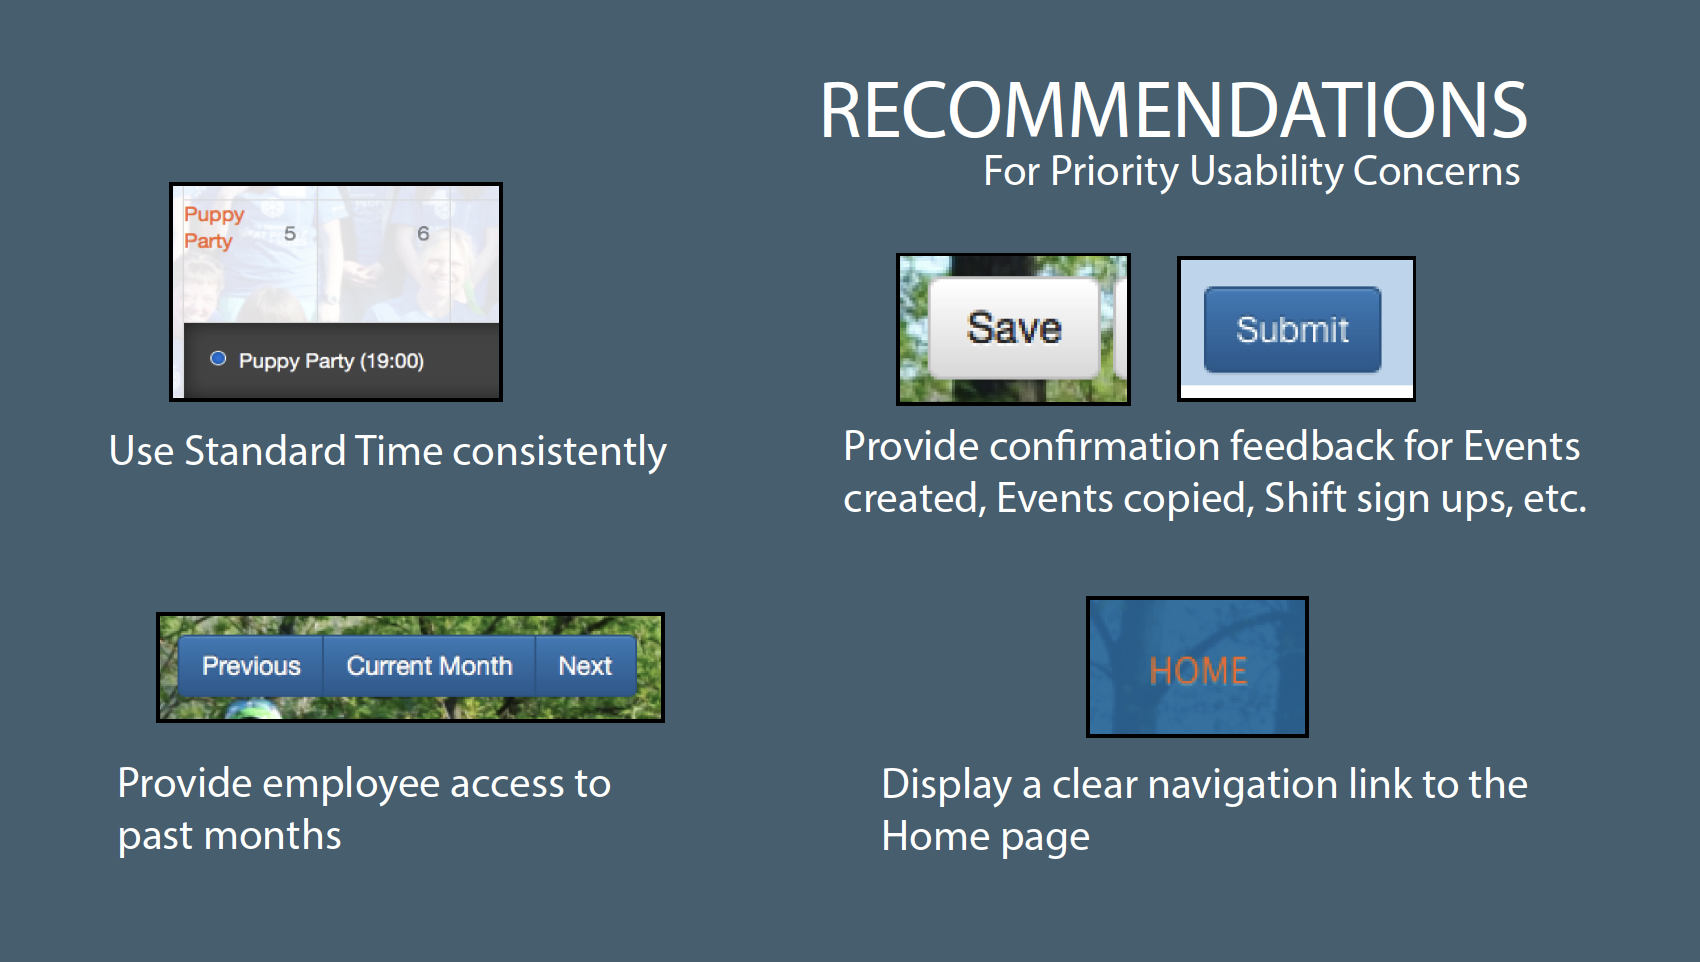 RECOMMENDATIONS
For Priority Usability Concerns
Puppy
Party
5
6
Puppy Party (19:00)
Use Standard Time consistently
Save
Submit
Provide confirmation feedback for Events
created, Events copied, Shift sign ups, etc.
Previous
Current Month
Next
Provide employee access to
past months
HOME
Display a clear navigation link to the
Home page